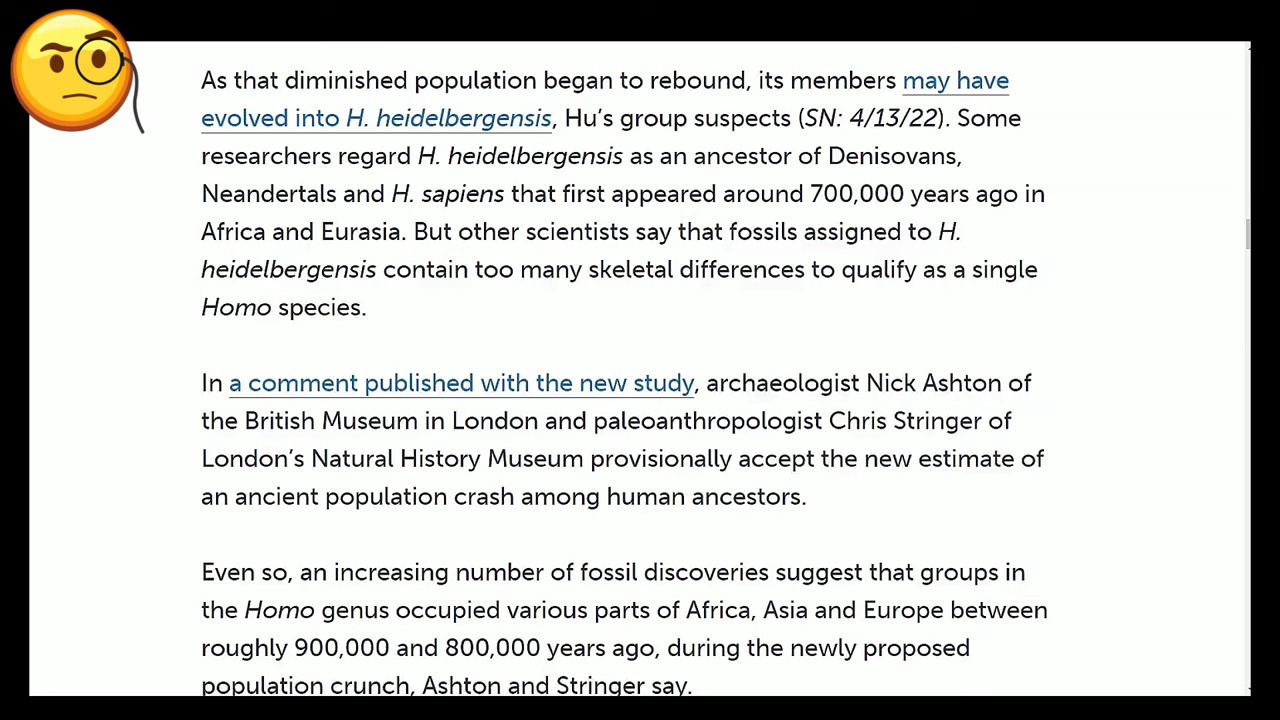 As that diminished population began to rebound, its members may have
evolved into H. heidelbergensis, Hu’s group suspects (SN: 4/13/22). Some
researchers regard H. heidelbergensis as an ancestor of Denisovans,
Neandertals and H. sapiens that first appeared around 700,000 years ago in
Africa and Eurasia. But other scientists say that fossils assigned to H.
heidelbergensis contain too many skeletal differences to qualify as a single
Homo species.
In a comment published with the new study, archaeologist Nick Ashton of
the British Museum in London and paleoanthropologist Chris Stringer of
London’s Natural History Museum provisionally accept the new estimate of
an ancient population crash among human ancestors.
Even so, an increasing number of fossil discoveries suggest that groups in
the Homo genus occupied various parts of Africa, Asia and Europe between
roughly 900,000 and 800,000 years ago, during the newly proposed
population crunch, Ashton and Stringer say.